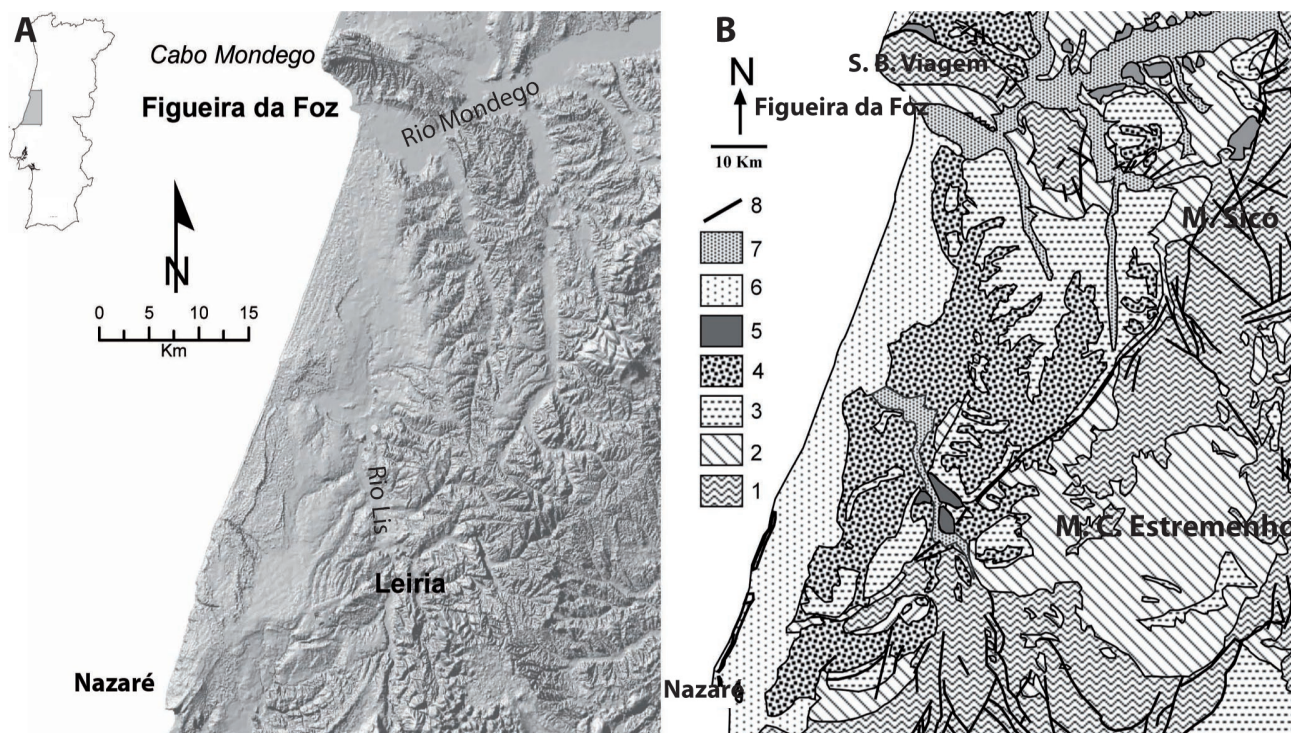 A
Cabo Mondego
Figueira da Foz
Rio Mondego
N
0 5 10 15
Km
Rio Lis
Leiria
Nazaré
B
N
10 Km
S. B. Viagem
Figueira da Foz
M. Sicó
M. C. Estremenho
Nazaré
8
7
6
5
4
3
2
1